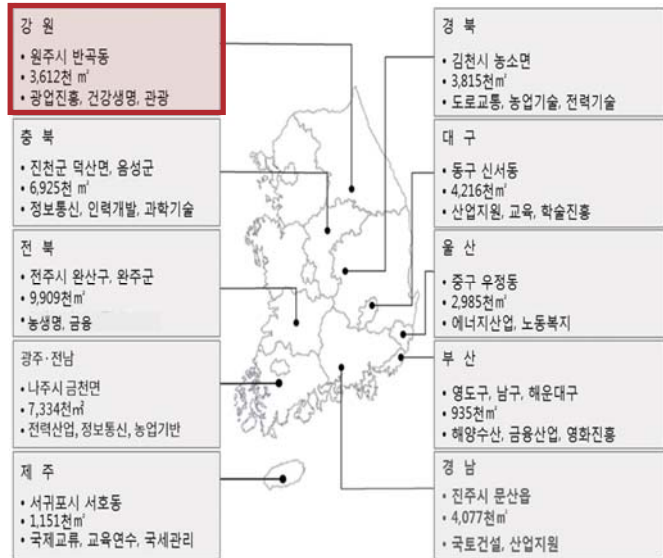 강 원
• 원주시 반곡동
• 3,612천 ㎡
• 광업진흥, 건강생명, 관광
충 북
• 진천군 덕산면, 음성군
• 6,925천 ㎡
• 정보통신, 인력개발, 과학기술
전 북
• 전주시 완산구, 완주군
• 9,909천㎡
• 농생명, 금융
광주·전남
• 나주시 금천면
• 7,334천㎡
• 전력산업, 정보통신, 농업기반
제 주
• 서귀포시 서호동
• 1,151천㎡
• 국제교류, 교육연수, 국세관리
경 북
• 김천시 농소면
• 3,815천㎡
• 도로교통, 농업기술, 전력기술
대 구
• 동구 신서동
• 4,216천㎡
• 산업지원, 교육, 학술진흥
울 산
• 중구 우정동
• 2,985천㎡
• 에너지산업, 노동복지
부 산
• 영도구, 남구, 해운대구
• 935천㎡
• 해양수산, 금융산업, 영화진흥
경 남
• 진주시 문산읍
• 4,077천㎡
• 국토건설, 산업지원